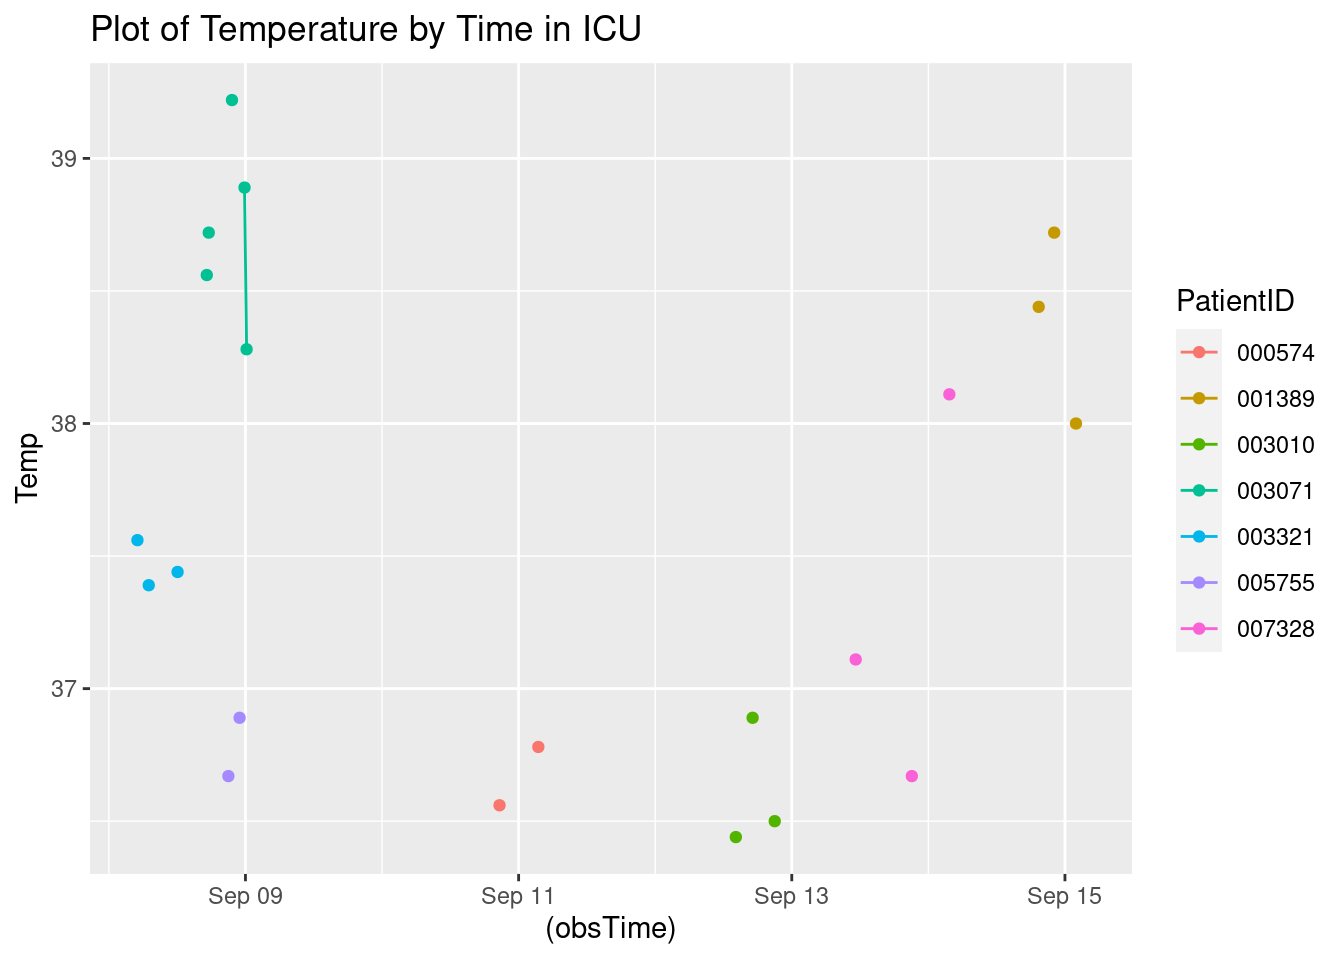 Plot of Temperature by Time in ICU
39
38
37
Temp
Sep 09
Sep 11
Sep 13
Sep 15
(obsTime)
PatientID
000574
001389
003010
003071
003321
005755
007328